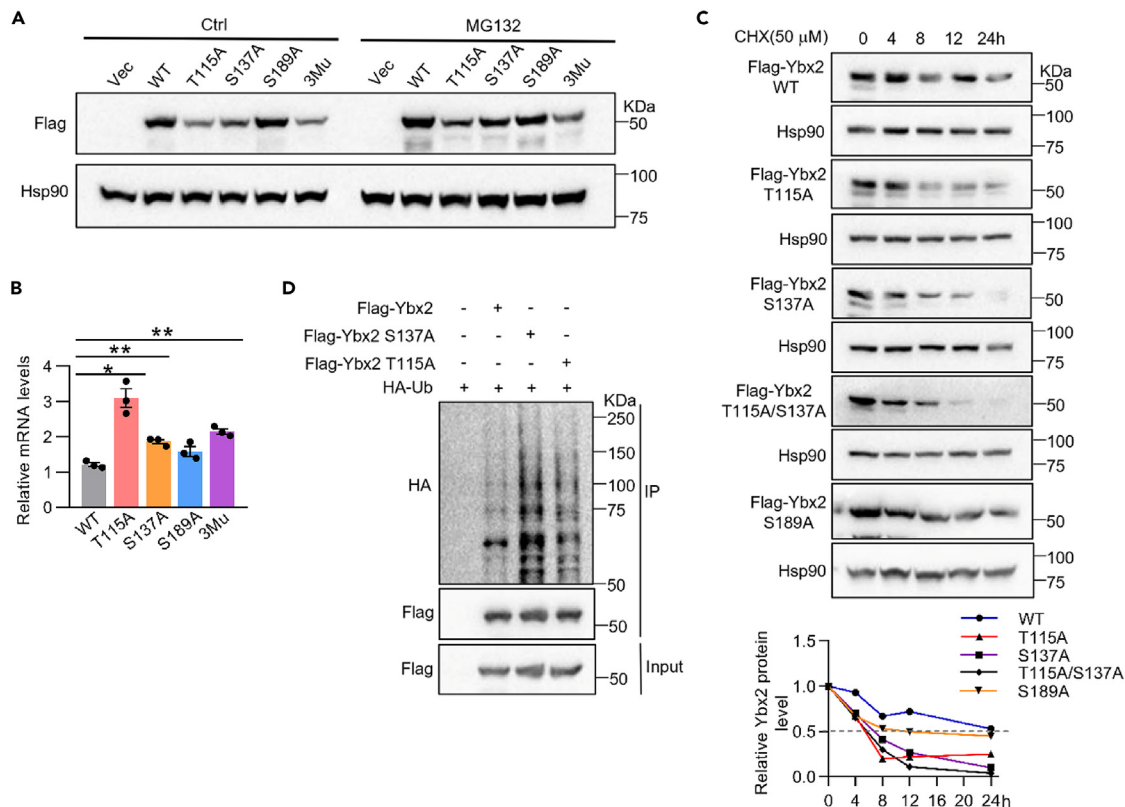 A
Ctrl MG132
Vec WT T115A S137A S189A 3Mu Vec WT T115A S137A S189A 3Mu
KDa
Flag 50
Hsp90 100
75
B
** 
**
*
Relative mRNA levels
4
3
2
1
0
WT T115A S137A S189A 3Mu
D
Flag-Ybx2 - + - -
Flag-Ybx2 S137A - - + -
Flag-Ybx2 T115A - - - +
HA-Ub + + + +
KDa
250
150
HA 100 IP
75
50
Flag 50
Flag 50 Input
C
CHX(50 μM) 0 4 8 12 24h
Flag-Ybx2 WT KDa
50
Hsp90 100
75
Flag-Ybx2 T115A 50
Hsp90 100
75
Flag-Ybx2 S137A 50
Hsp90 100
75
Flag-Ybx2 T115A/S137A 50
Hsp90 100
75
Flag-Ybx2 S189A 50
Hsp90 100
75
WT
T115A
S137A
T115A/S137A
S189A
Relative Ybx2 protein level
1.5
1.0
0.5
0.0
0 4 8 12 16 20 24h